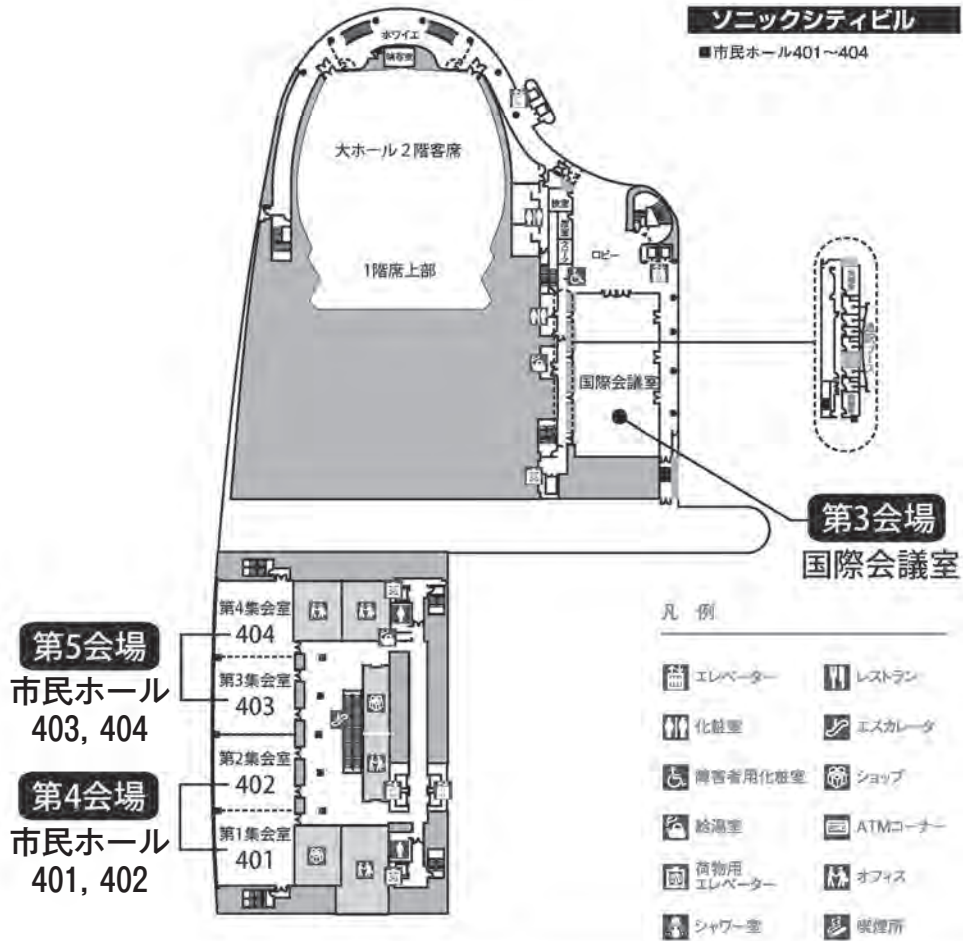 ソニックシティビル
■市民ホール401～404
ホワイエ
大ホール2階客席
1階席上部
ロビー
国際会議室
第3会場
国際会議室
第4集会室
404
第5会場
市民ホール
403, 404
第3集会室
403
第2集会室
402
第4会場
市民ホール
401, 402
第1集会室
401
凡 例
エレベーター
レストラン
化粧室
エスカレータ
障害者用化粧室
ショップ
給湯室
ATMコーナー
荷物用
エレベーター
オフィス
シャワー室
喫煙所